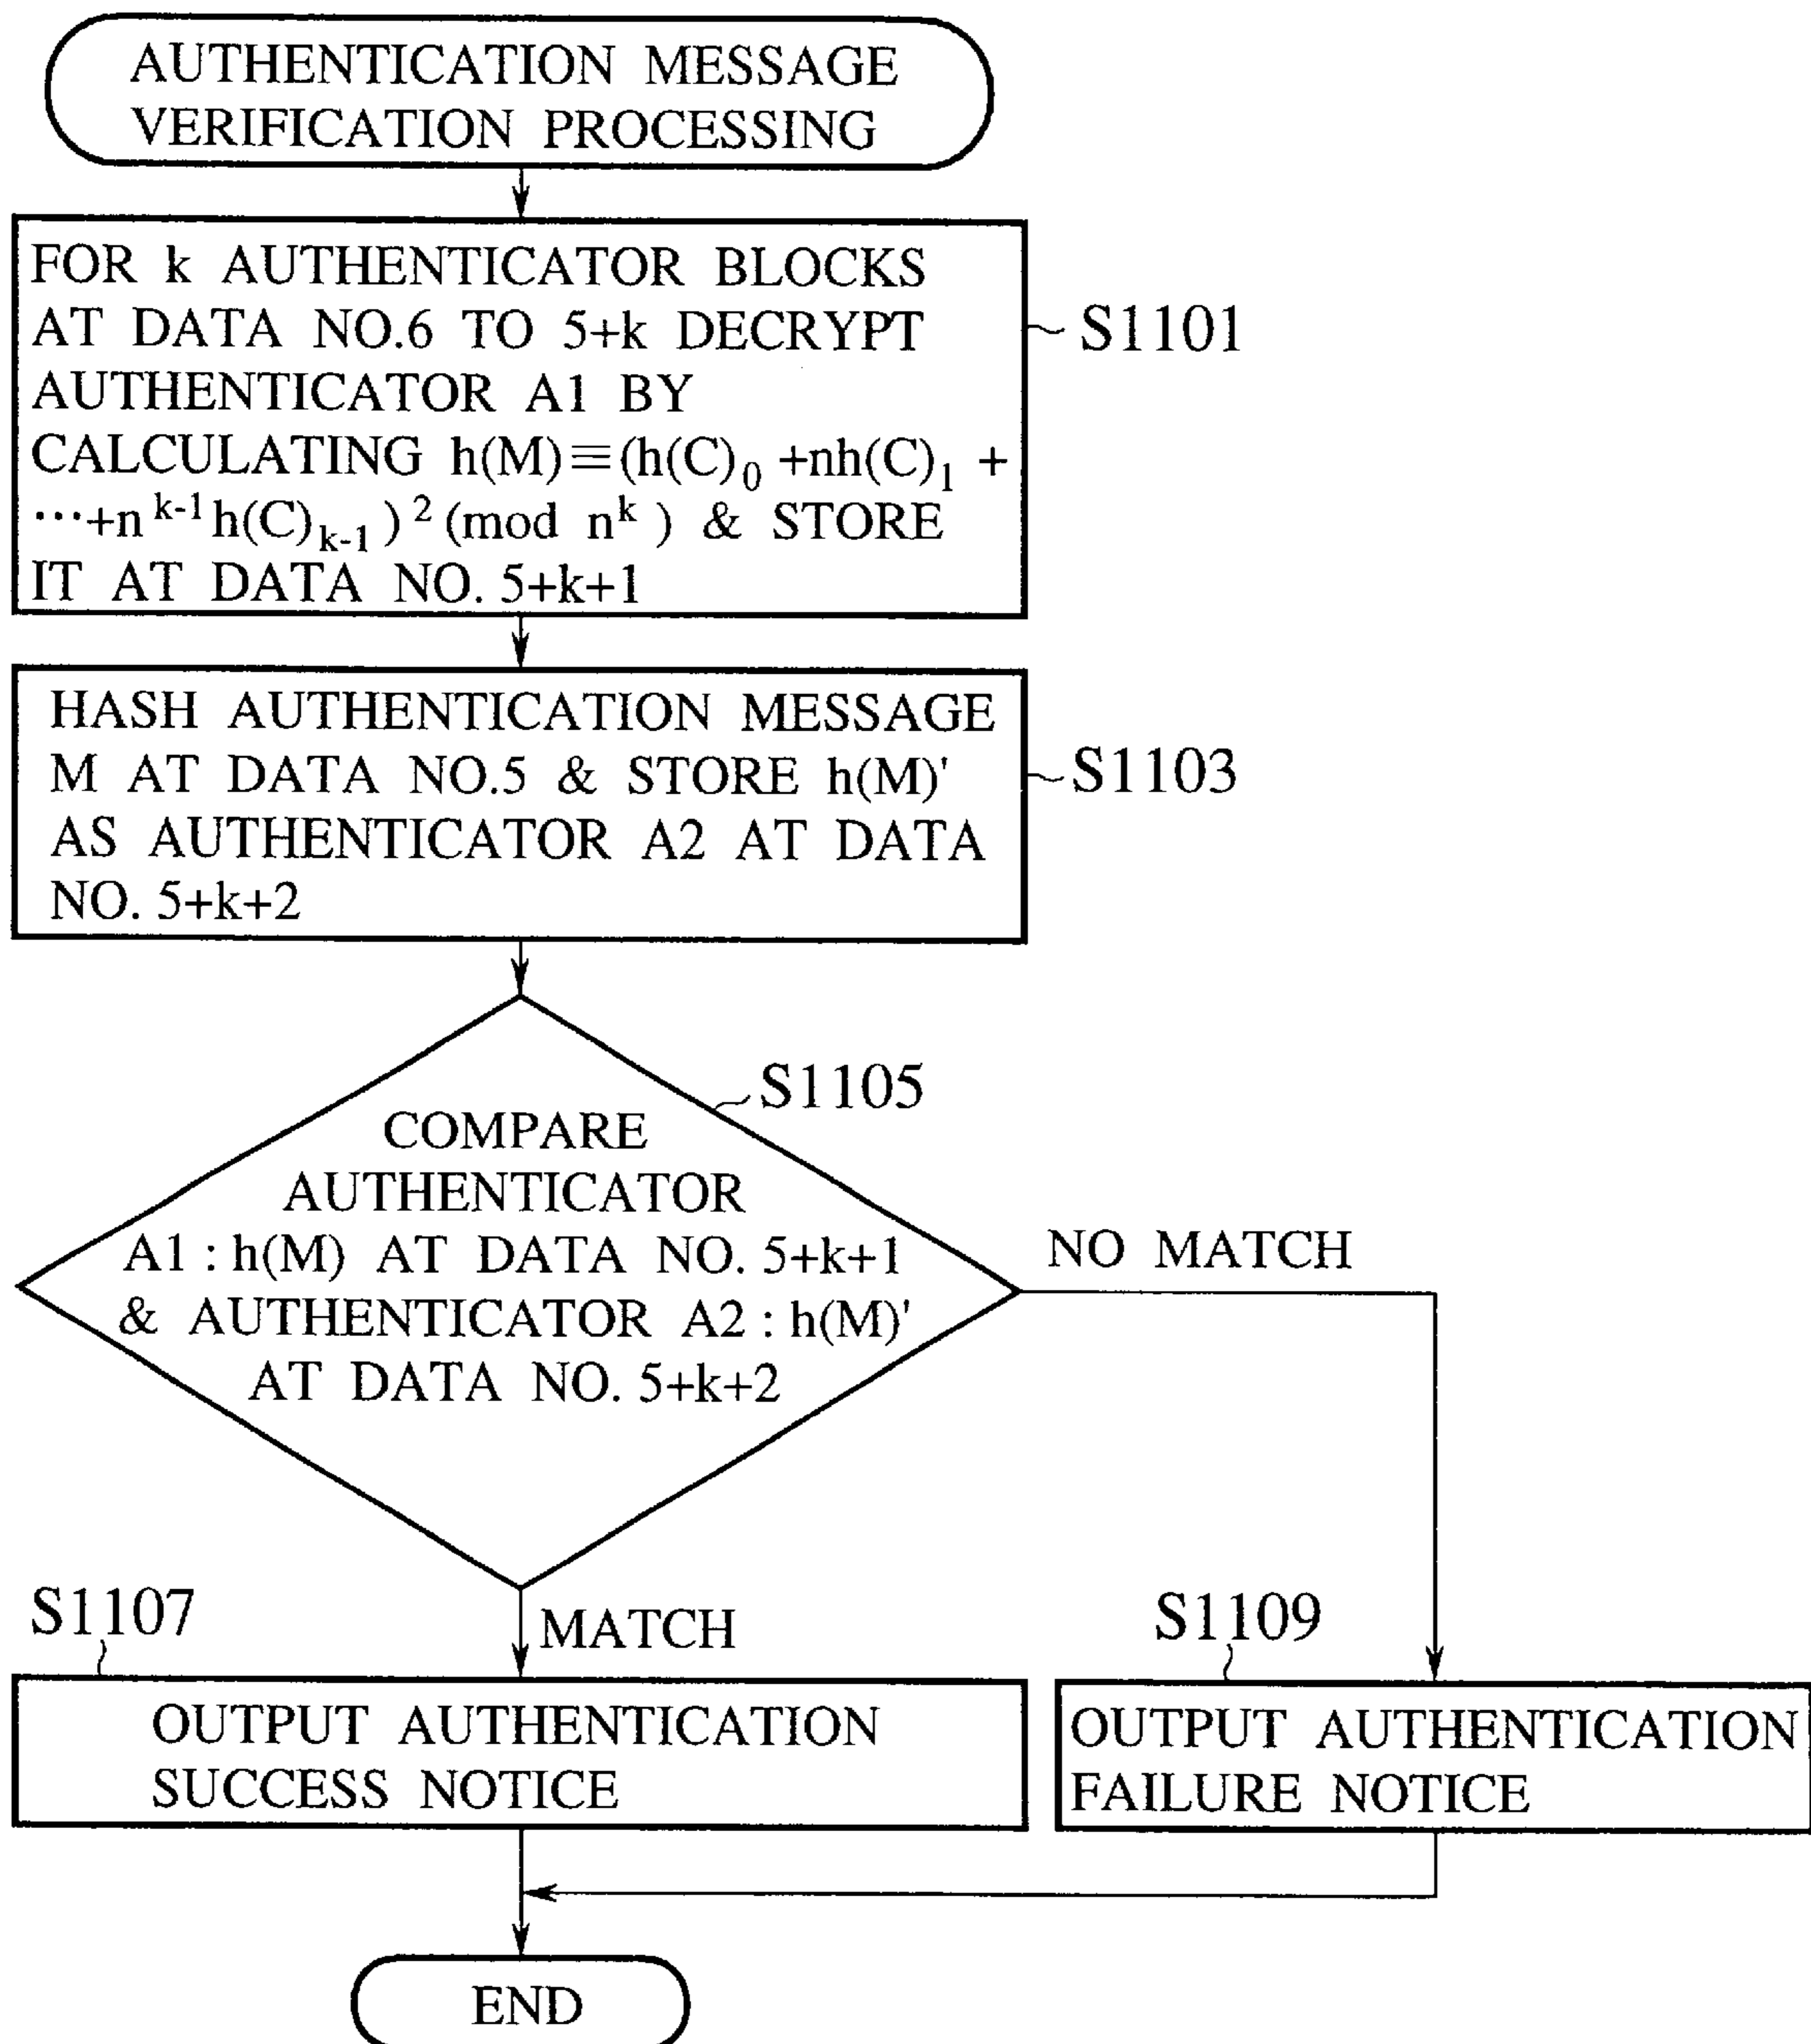 AUTHENTICATION MESSAGE
VERIFICATION PROCESSING
FOR k AUTHENTICATOR BLOCKS
AT DATA NO.6 TO 5+k DECRYPT
AUTHENTICATOR A1 BY
CALCULATING h(M)≡(h(C)₀ +nh(C)₁ +
⋯+n^{k-1} h(C)_{k-1} )² (mod n^k ) & STORE
IT AT DATA NO. 5+k+1
S1101
HASH AUTHENTICATION MESSAGE
M AT DATA NO.5 & STORE h(M)'
AS AUTHENTICATOR A2 AT DATA
NO. 5+k+2
S1103
S1105
COMPARE
AUTHENTICATOR
A1 : h(M) AT DATA NO. 5+k+1
& AUTHENTICATOR A2 : h(M)'
AT DATA NO. 5+k+2
NO MATCH
MATCH
S1107
OUTPUT AUTHENTICATION
SUCCESS NOTICE
S1109
OUTPUT AUTHENTICATION
FAILURE NOTICE
END